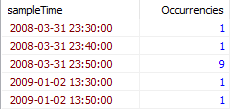 sampleTime Occurrencies
2008-03-31 23:30:00 1
2008-03-31 23:40:00 1
2008-03-31 23:50:00 9
2009-01-02 13:30:00 1
2009-01-02 13:50:00 1